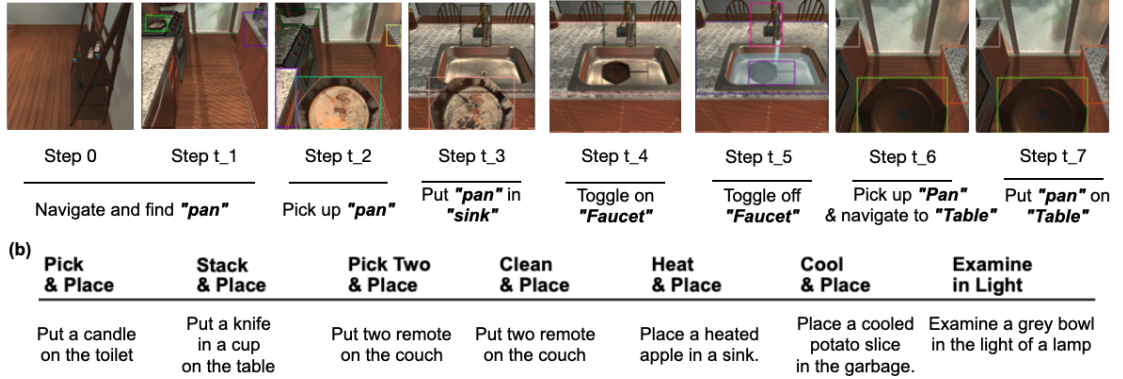 Step 0
Step t_1
Step t_2
Step t_3
Step t_4
Step t_5
Step t_6
Step t_7
Navigate and find "pan"
Pick up "pan"
Put "pan" in
"sink"
Toggle on
"Faucet"
Toggle off
"Faucet"
Pick up "Pan"
& navigate to "Table"
Put "pan" on
"Table"
(b)
Pick
& Place
Stack
& Place
Pick Two
& Place
Clean
& Place
Heat
& Place
Cool
& Place
Examine
in Light
Put a candle
on the toilet
Put a knife
in a cup
on the table
Put two remote
on the couch
Put two remote
on the couch
Place a heated
apple in a sink.
Place a cooled
potato slice
in the garbage.
Examine a grey bowl
in the light of a lamp